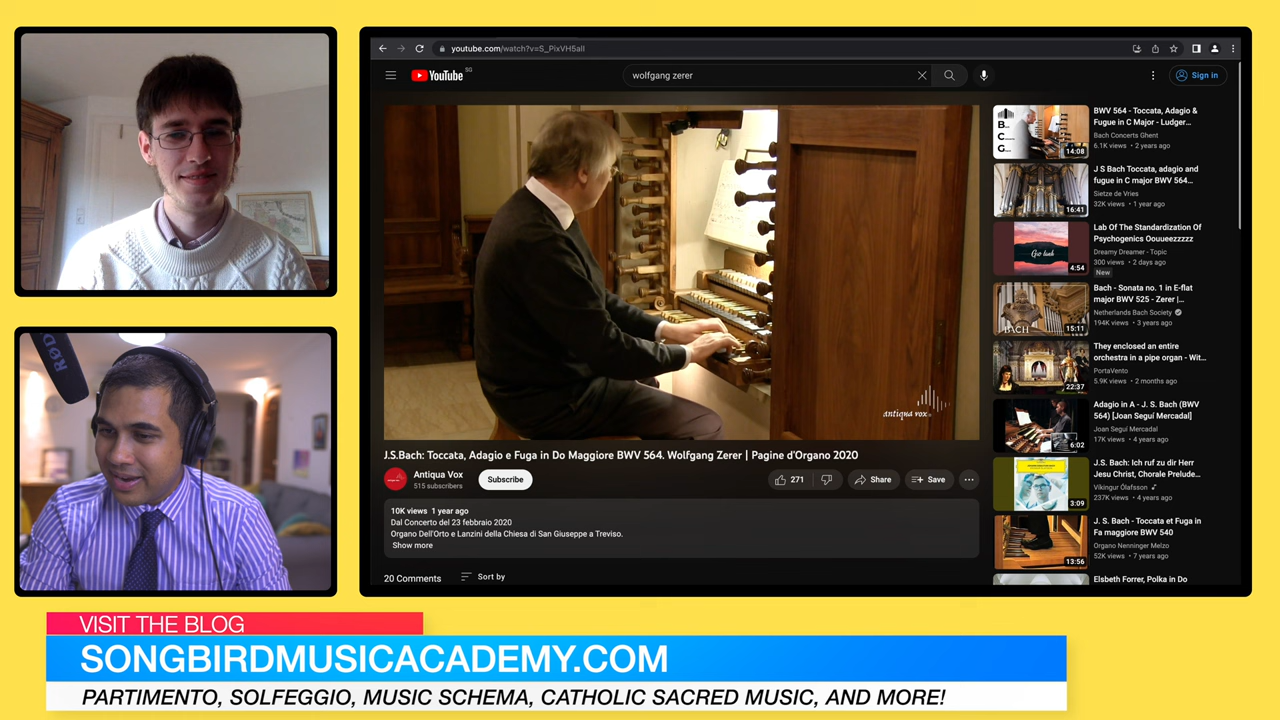 RØD
youtube.com/watch?v=S_PixVH5alI
YouTube SG
wolfgang zerer
Sign in
antiqua vox
J.S.Bach: Toccata, Adagio e Fuga in Do Maggiore BWV 564. Wolfgang Zerer | Pagine d'Organo 2020
Antiqua Vox
515 subscribers
Subscribe
271
Share
Save
10K views 1 year ago
Dal Concerto del 23 febbraio 2020
Organo Dell'Orto e Lanzini della Chiesa di San Giuseppe a Treviso.
Show more
20 Comments
Sort by
B
C
G
14:08
BWV 564 - Toccata, Adagio &
Fugue in C Major - Ludger...
Bach Concerts Ghent
6.1K views • 2 years ago
16:41
J S Bach Toccata, adagio and
fugue in C major BWV 564...
Sietze de Vries
32K views • 1 year ago
4:54
Lab Of The Standardization Of
Psychogenics Oouueezzzzz
Dreamy Dreamer - Topic
300 views • 2 days ago
New
BACH
15:11
Bach - Sonata no. 1 in E-flat
major BWV 525 - Zerer |...
Netherlands Bach Society
194K views • 3 years ago
22:37
They enclosed an entire
orchestra in a pipe organ - Wit...
PortaVento
5.9K views • 2 months ago
6:02
Adagio in A - J. S. Bach (BWV
564) [Joan Seguí Mercadal]
Joan Seguí Mercadal
17K views • 4 years ago
3:09
J.S. Bach: Ich ruf zu dir Herr
Jesu Christ, Chorale Prelude...
Víkingur Ólafsson
237K views • 4 years ago
13:56
J. S. Bach - Toccata et Fuga in
Fa maggiore BWV 540
Organo Nenninger Melzo
52K views • 7 years ago
Elsbeth Forrer, Polka in Do
VISIT THE BLOG
SONGBIRDMUSICACADEMY.COM
PARTIMENTO, SOLFEGGIO, MUSIC SCHEMA, CATHOLIC SACRED MUSIC, AND MORE!